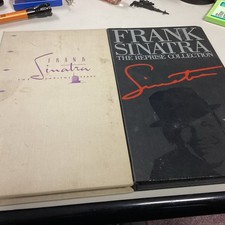 FRANK
Sinatra
FRANK
SINATRA
THE REPRISE COLLECTION
Sinatra